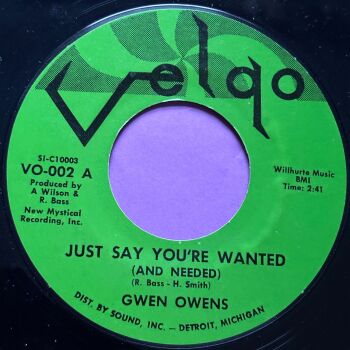 Velgo
SI-C10003
VO-002 A
Produced by
A Wilson &
R. Bass
New Mystical
Recording, Inc.
Willhurte Music
BMI
Time: 2:41
JUST SAY YOU'RE WANTED
(AND NEEDED)
(R. Bass - H. Smith)
GWEN OWENS
DIST. BY SOUND, INC. — DETROIT, MICHIGAN